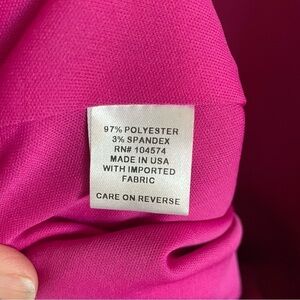 97% POLYESTER
3% SPANDEX
RN# 104574
MADE IN USA
WITH IMPORTED
FABRIC
CARE ON REVERSE